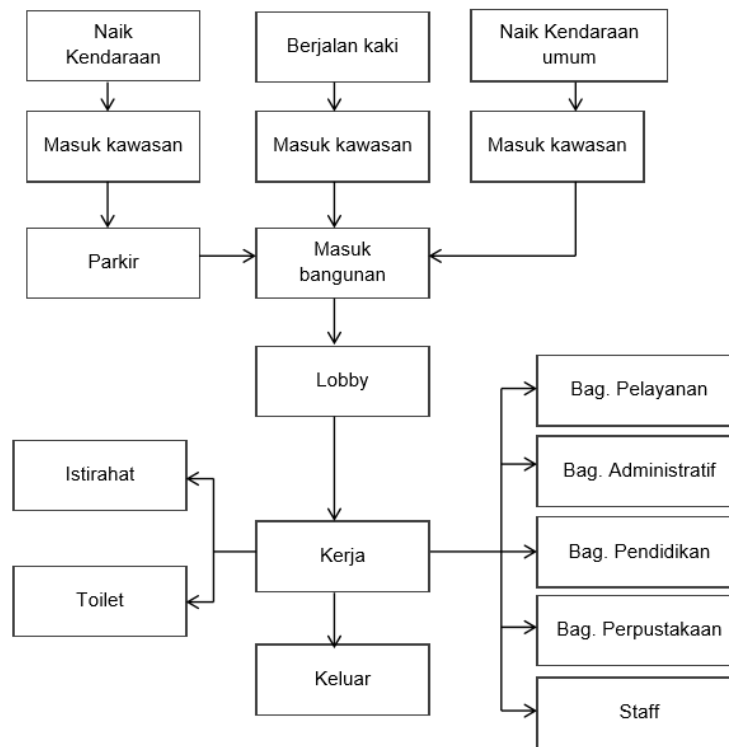 Naik
Kendaraan
Berjalan kaki
Naik Kendaraan
umum
Masuk kawasan
Masuk kawasan
Masuk kawasan
Parkir
Masuk
bangunan
Lobby
Bag. Pelayanan
Istirahat
Bag. Administratif
Kerja
Bag. Pendidikan
Toilet
Bag. Perpustakaan
Keluar
Staff